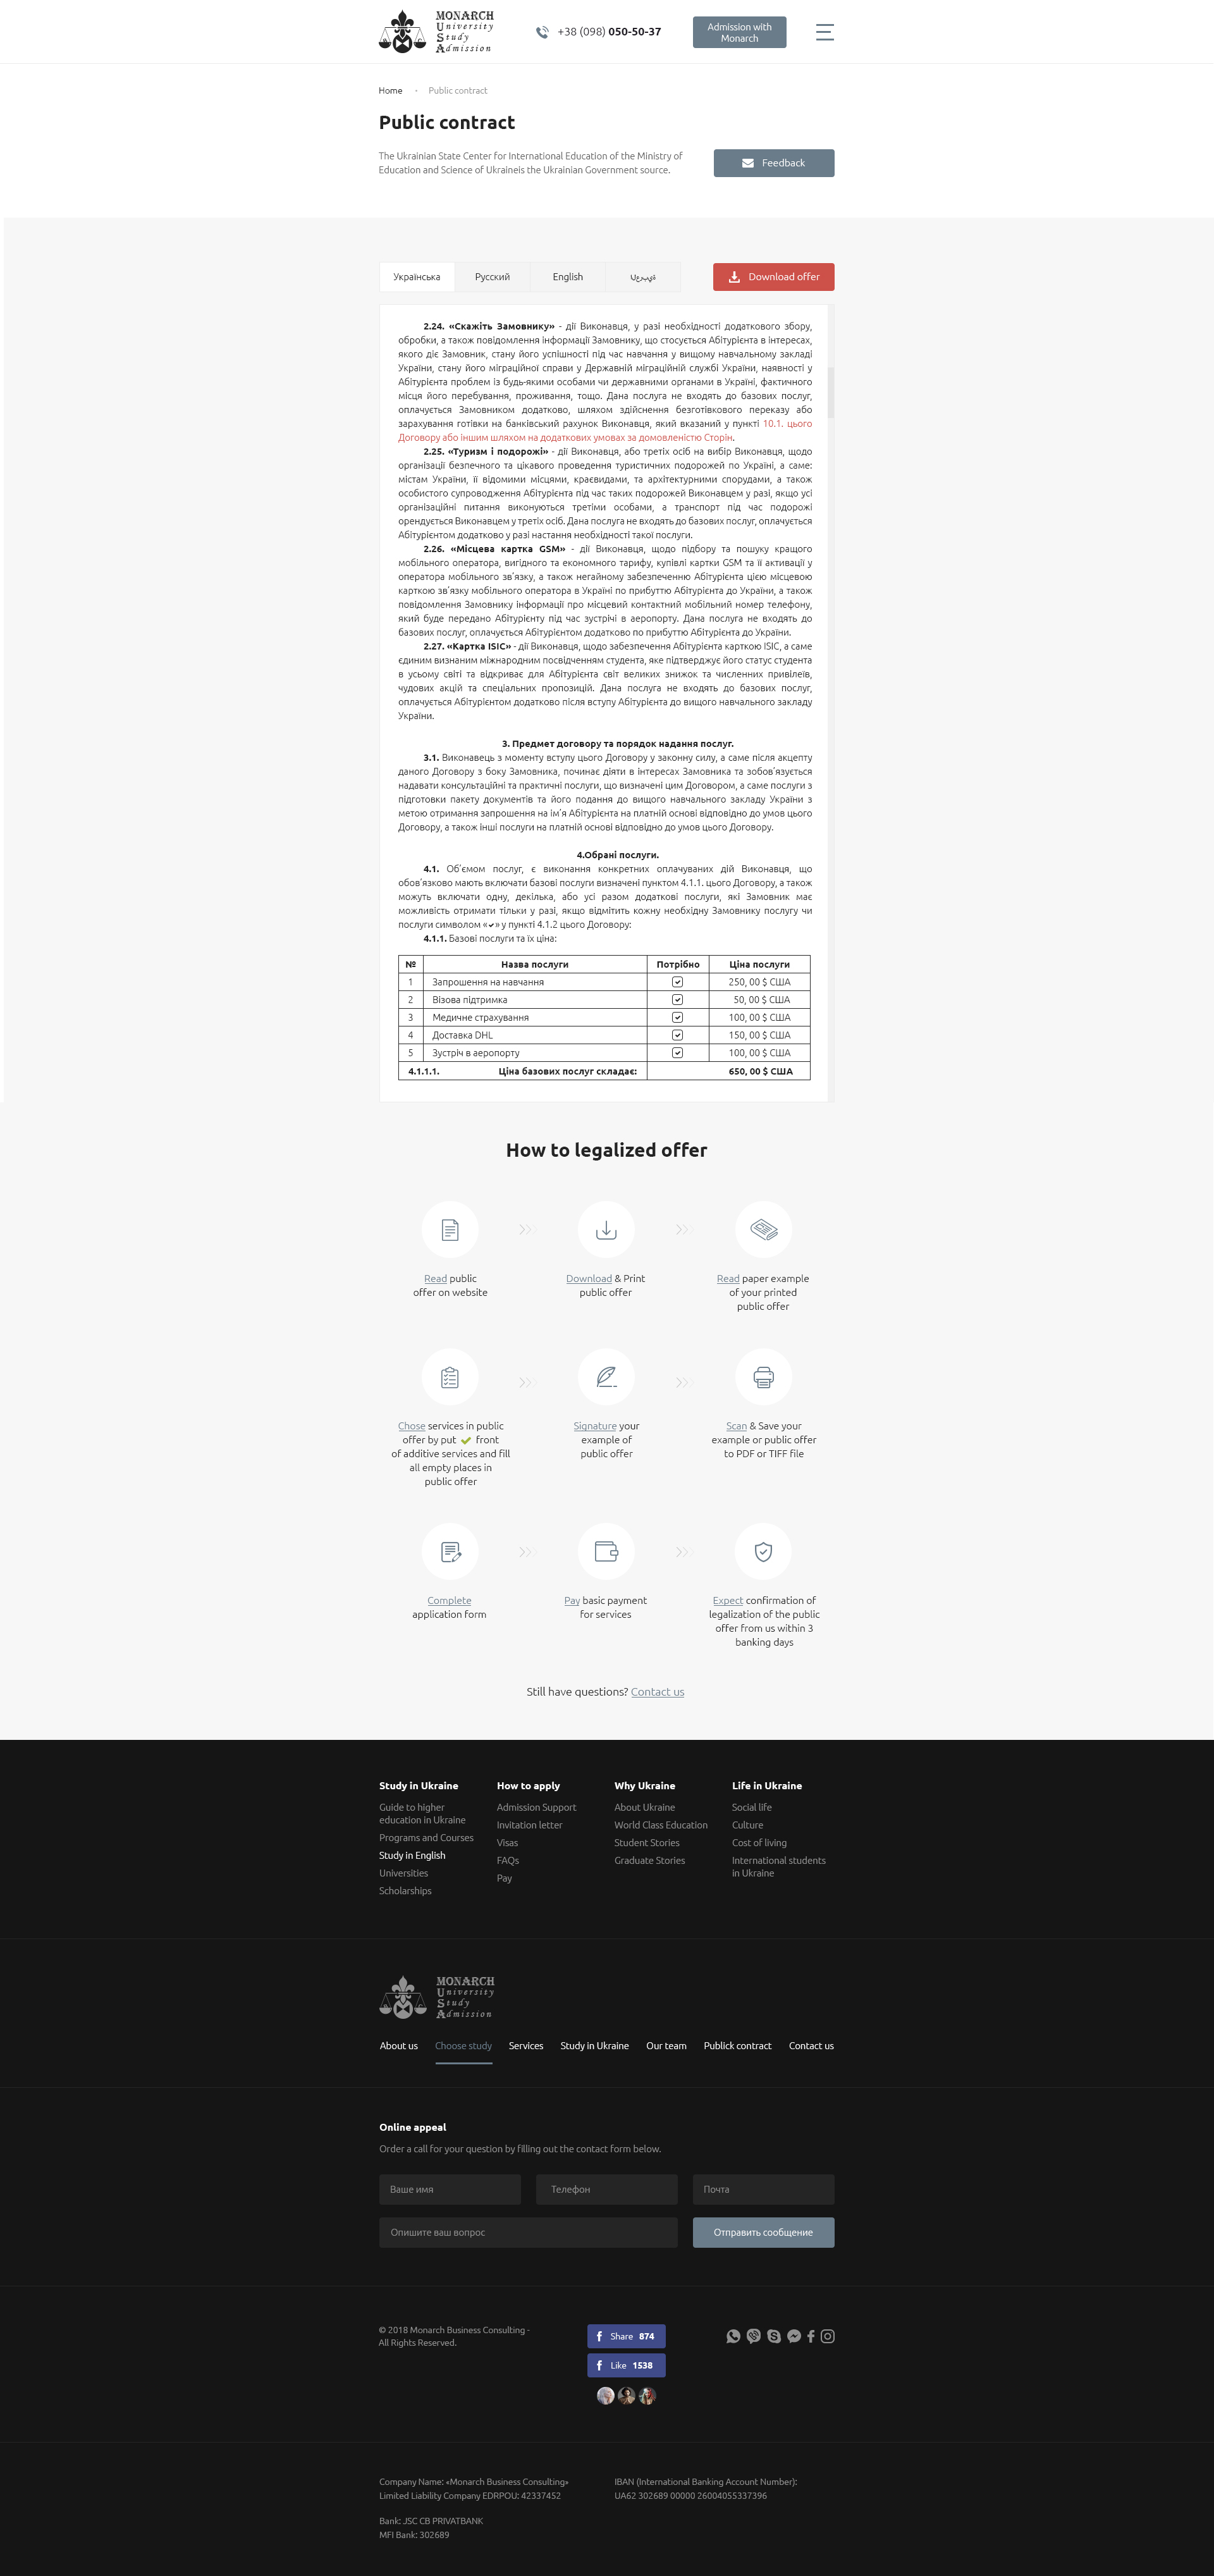 MONARCH
University
Study
Admission
+38 (098) 050-50-37
Admission with
Monarch
Home
Public contract
Public contract
The Ukrainian State Center for International Education of the Ministry of
Education and Science of Ukraineis the Ukrainian Government source.
Feedback
Українська
Русский
English
Download offer
2.24. «Скажіть Замовнику» - дії Виконавця, у разі необхідності додаткового збору,
обробки, а також повідомлення інформації Замовнику, що стосується Абітурієнта в інтересах,
якого діє Замовник, стану його успішності під час навчання у вищому навчальному закладі
України, стану його міграційної справи у Державній міграційній службі України, наявності у
Абітурієнта проблем із будь-якими особами чи державними органами в Україні, фактичного
місця його перебування, проживання, тощо. Дана послуга не входять до базових послуг,
оплачується Замовником додатково, шляхом здійснення безготівкового переказу або
зарахування готівки на банківський рахунок Виконавця, який вказаний у пункті 10.1. цього
Договору або іншим шляхом на додаткових умовах за домовленістю Сторін.
2.25. «Туризм і подорожі» - дії Виконавця, або третіх осіб на вибір Виконавця, щодо
організації безпечного та цікавого проведення туристичних подорожей по Україні, а саме:
містам України, її відомими місцями, краєвидами, та архітектурними спорудами, а також
особистого супроводження Абітурієнта під час таких подорожей Виконавцем у разі, якщо усі
організаційні питання виконуються третіми особами, а транспорт під час подорожі
орендується Виконавцем у третіх осіб. Дана послуга не входять до базових послуг, оплачується
Абітурієнтом додатково у разі настання необхідності такої послуги.
2.26. «Місцева картка GSM» - дії Виконавця, щодо підбору та пошуку кращого
мобільного оператора, вигідного та економного тарифу, купівлі картки GSM та її активації у
оператора мобільного зв'язку, а також негайному забезпеченню Абітурієнта цією місцевою
карткою зв'язку мобільного оператора в Україні по прибуттю Абітурієнта до України, а також
повідомлення Замовнику інформації про місцевий контактний мобільний номер телефону,
який буде передано Абітурієнту під час зустрічі в аеропорту. Дана послуга не входять до
базових послуг, оплачується Абітурієнтом додатково по прибуттю Абітурієнта до України.
2.27. «Картка ISIC» - дії Виконавця, щодо забезпечення Абітурієнта карткою ISIC, а саме
єдиним визнаним міжнародним посвідченням студента, яке підтверджує його статус студента
в усьому світі та відкриває для Абітурієнта світ великих знижок та численних привілеїв,
чудових акцій та спеціальних пропозицій. Дана послуга не входять до базових послуг,
оплачується Абітурієнтом додатково після вступу Абітурієнта до вищого навчального закладу
України.
3. Предмет договору та порядок надання послуг.
3.1. Виконавець з моменту вступу цього Договору у законну силу, а саме після акцепту
даного Договору з боку Замовника, починає діяти в інтересах Замовника та зобов'язується
надавати консультаційні та практичні послуги, що визначені цим Договором, а саме послуги з
підготовки пакету документів та його подання до вищого навчального закладу України з
метою отримання запрошення на ім'я Абітурієнта на платній основі відповідно до умов цього
Договору, а також інші послуги на платній основі відповідно до умов цього Договору.
4.Обрані послуги.
4.1. Об'ємом послуг, є виконання конкретних оплачуваних дій Виконавця, що
обов'язково мають включати базові послуги визначені пунктом 4.1.1. цього Договору, а також
можуть включати одну, декілька, або усі разом додаткові послуги, які Замовник має
можливість отримати тільки у разі, якщо відмітить кожну необхідну Замовнику послугу чи
послуги символом «✔» у пункті 4.1.2 цього Договору:
4.1.1. Базові послуги та їх ціна:
№ Назва послуги Потрібно Ціна послуги
1 Запрошення на навчання 250, 00 $ США
2 Візова підтримка 50, 00 $ США
3 Медичне страхування 100, 00 $ США
4 Доставка DHL 150, 00 $ США
5 Зустріч в аеропорту 100, 00 $ США
4.1.1.1. Ціна базових послуг складає: 650, 00 $ США
How to legalized offer
Read public
offer on website
Download & Print
public offer
Read paper example
of your printed
public offer
Chose services in public
offer by put front
of additive services and fill
all empty places in
public offer
Signature your
example of
public offer
Scan & Save your
example or public offer
to PDF or TIFF file
Complete
application form
Pay basic payment
for services
Expect confirmation of
legalization of the public
offer from us within 3
banking days
Still have questions? Contact us
Study in Ukraine
Guide to higher
education in Ukraine
Programs and Courses
Study in English
Universities
Scholarships
How to apply
Admission Support
Invitation letter
Visas
FAQs
Pay
Why Ukraine
About Ukraine
World Class Education
Student Stories
Graduate Stories
Life in Ukraine
Social life
Culture
Cost of living
International students
in Ukraine
MONARCH
University
Study
Admission
About us
Choose study
Services
Study in Ukraine
Our team
Publick contract
Contact us
Online appeal
Order a call for your question by filling out the contact form below.
Ваше имя
Телефон
Почта
Опишите ваш вопрос
Отправить сообщение
© 2018 Monarch Business Consulting -
All Rights Reserved.
Share 874
Like 1538
Company Name: «Monarch Business Consulting»
Limited Liability Company EDRPOU: 42337452
Bank: JSC CB PRIVATBANK
MFI Bank: 302689
IBAN (International Banking Account Number):
UA62 302689 00000 26004055337396